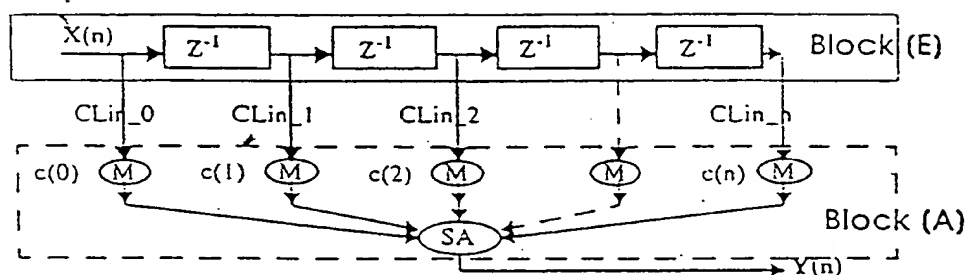 X(n) Z⁻¹ Z⁻¹ Z⁻¹ Z⁻¹ Block (E)
CLin_0 CLin_1 CLin_2 CLin_n
c(0) M c(1) M c(2) M M c(n) M
Block (A)
SA
Y(n)